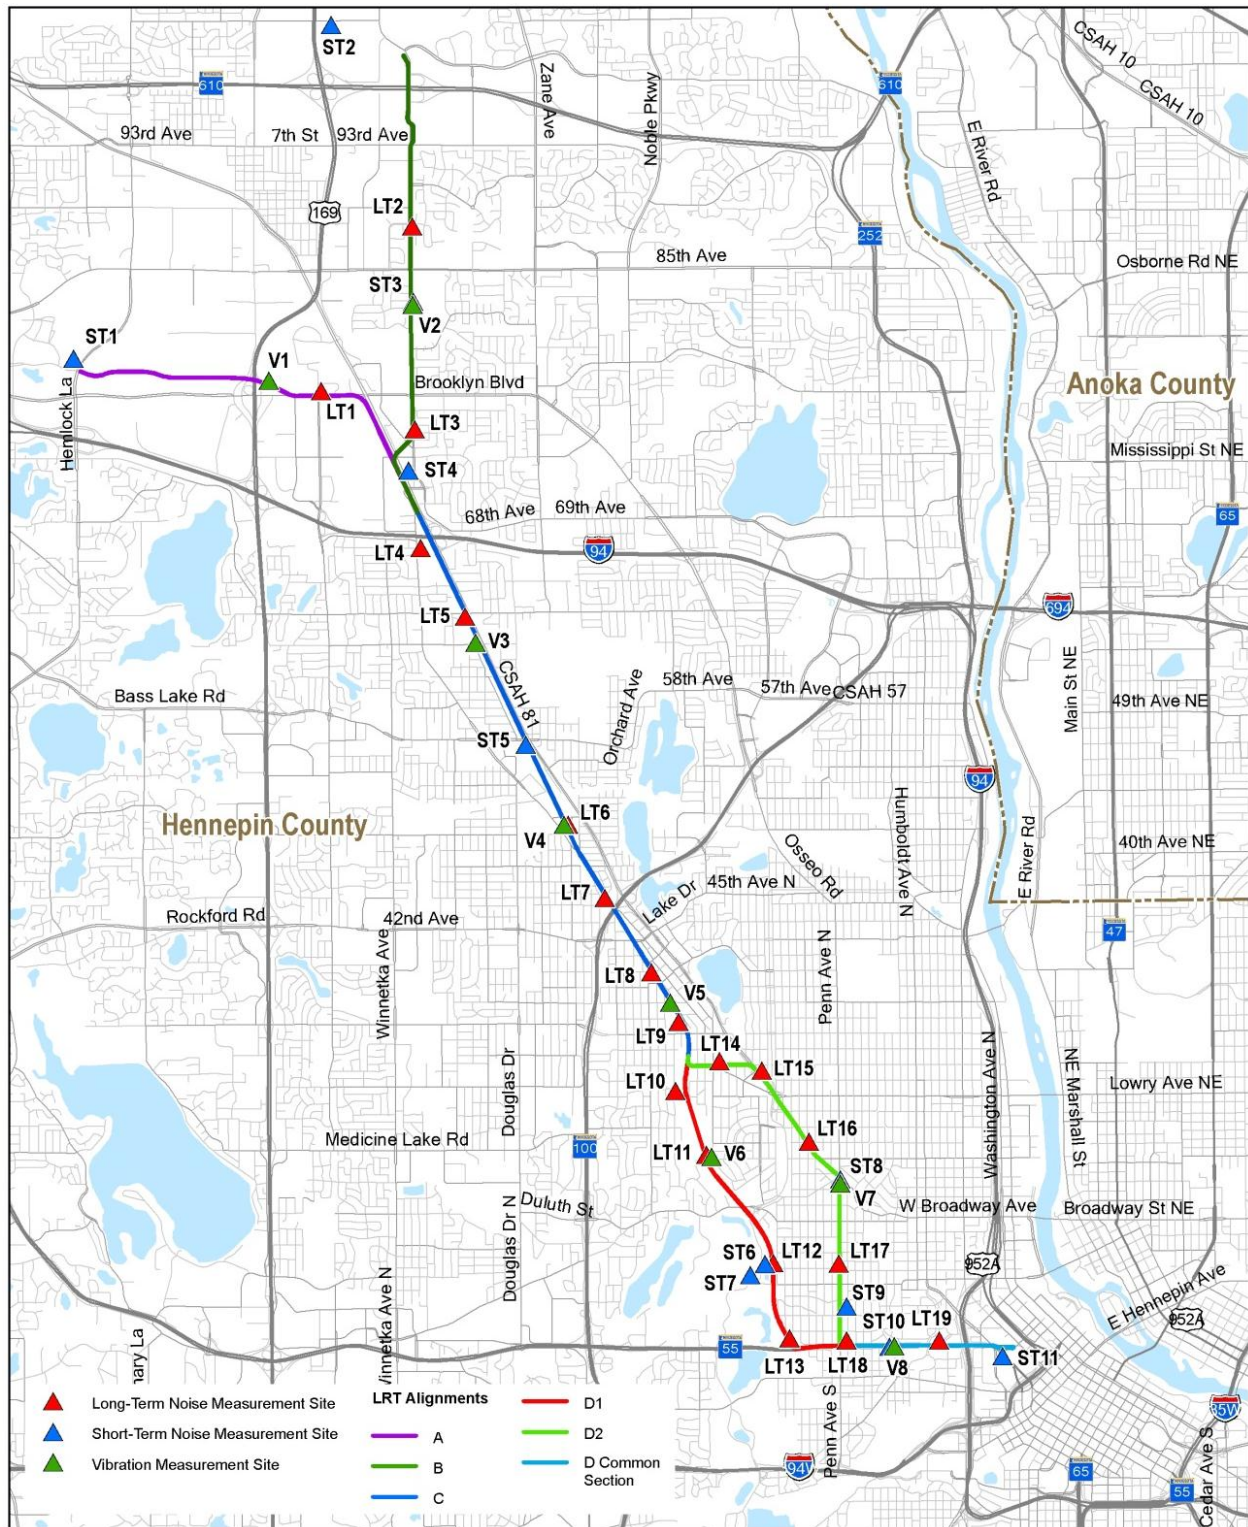 ST2
CSAH 10
CSAH 10
610
610
Zane Ave
Noble Pkwy
93rd Ave
7th St
93rd Ave
E River Rd
LT2
169
252
85th Ave
Osborne Rd NE
ST3
V2
ST1
V1
Brooklyn Blvd
Anoka County
LT1
Hemlock La
LT3
Mississippi St NE
ST4
68th Ave
69th Ave
65
LT4
94
694
LT5
V3
CSAH 81
Orchard Ave
58th Ave
57th Ave
CSAH 57
Main St NE
49th Ave NE
Bass Lake Rd
ST5
94
Hennepin County
LT6
V4
Humboldt Ave N
E River Rd
40th Ave NE
Osseo Rd
45th Ave N
Lake Dr
LT7
Rockford Rd
42nd Ave
47
Winnetka Ave
Penn Ave N
LT8
V5
LT9
LT14
LT15
Washington Ave N
NE Marshall St
Lowry Ave NE
Douglas Dr
LT10
Medicine Lake Rd
100
LT16
LT11
V6
ST8
V7
Duluth St
Douglas Dr N
W Broadway Ave
Broadway St NE
ST6
LT12
LT17
ST7
952A
E Hennepin Ave
952A
ST9
ST10
LT19
Winnetka Ave N
nary La
55
LT13
LT18
V8
ST11
35W
Penn Ave S
94W
65
55
Cedar Ave S
Long-Term Noise Measurement Site
Short-Term Noise Measurement Site
Vibration Measurement Site
LRT Alignments
A
B
C
D1
D2
D Common
Section